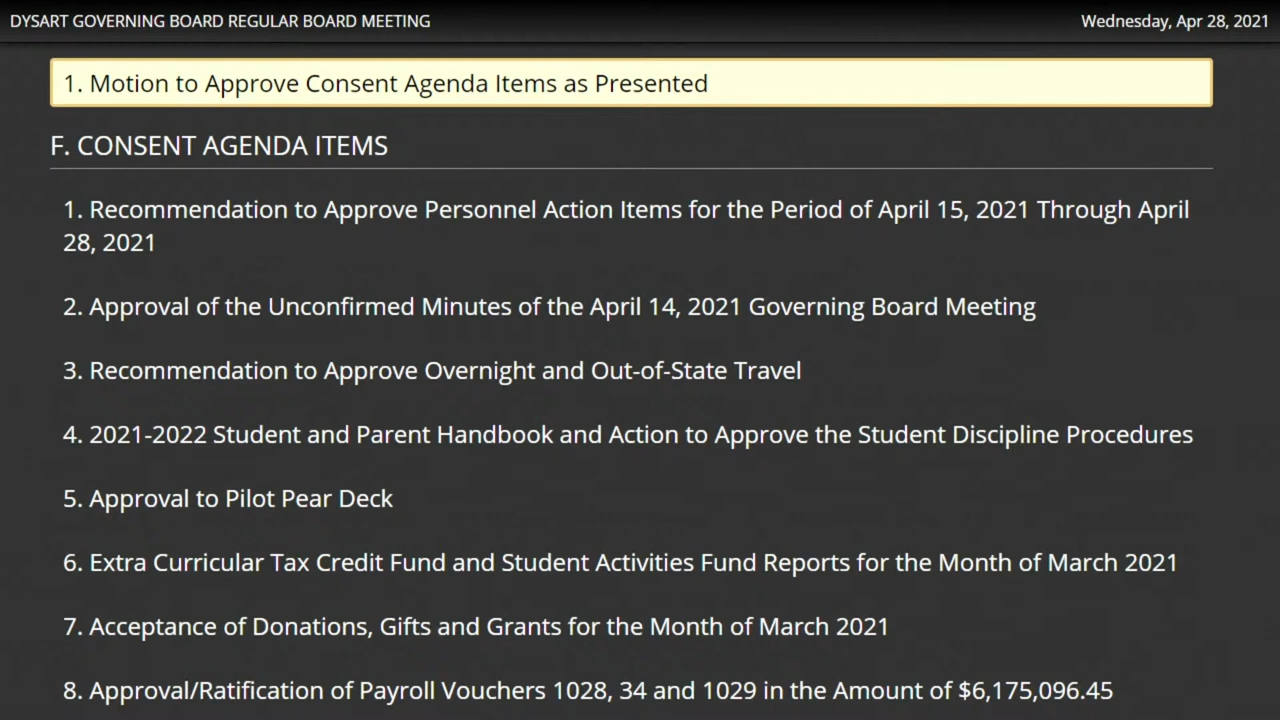 DYSART GOVERNING BOARD REGULAR BOARD MEETING
Wednesday, Apr 28, 2021
1. Motion to Approve Consent Agenda Items as Presented
F. CONSENT AGENDA ITEMS
1. Recommendation to Approve Personnel Action Items for the Period of April 15, 2021 Through April
28, 2021
2. Approval of the Unconfirmed Minutes of the April 14, 2021 Governing Board Meeting
3. Recommendation to Approve Overnight and Out-of-State Travel
4. 2021-2022 Student and Parent Handbook and Action to Approve the Student Discipline Procedures
5. Approval to Pilot Pear Deck
6. Extra Curricular Tax Credit Fund and Student Activities Fund Reports for the Month of March 2021
7. Acceptance of Donations, Gifts and Grants for the Month of March 2021
8. Approval/Ratification of Payroll Vouchers 1028, 34 and 1029 in the Amount of $6,175,096.45